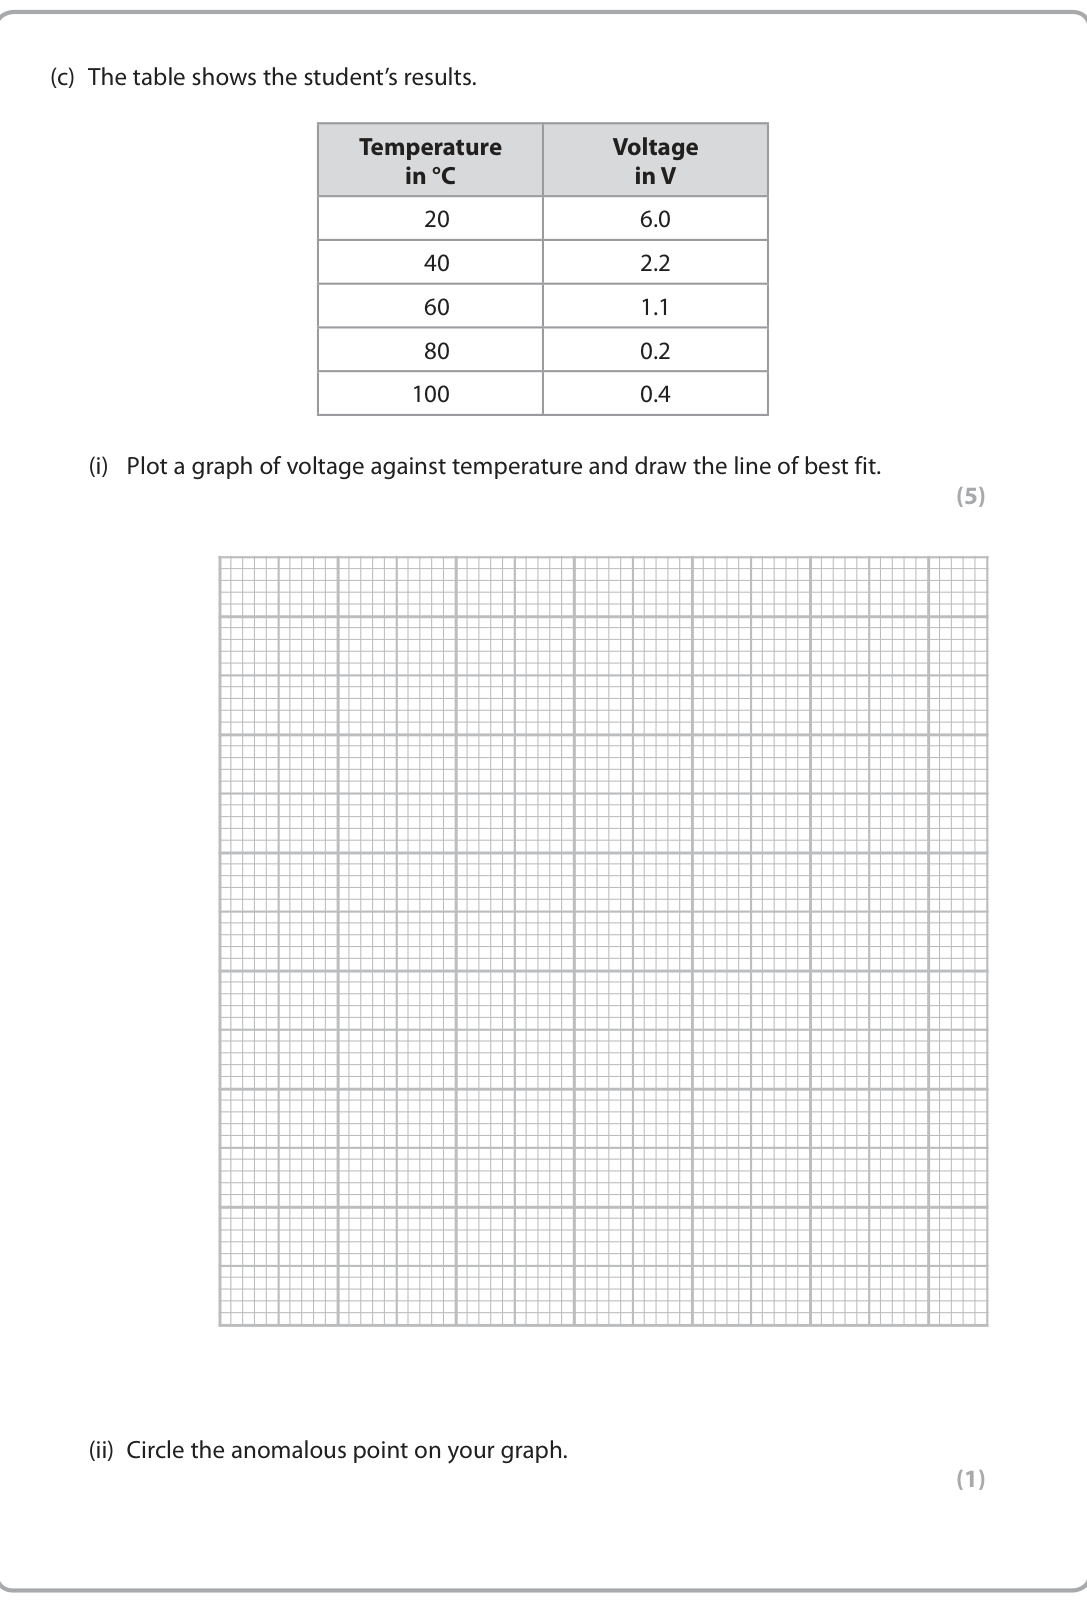 (c) The table shows the student’s results.
Temperature in °C Voltage in V
20 6.0
40 2.2
60 1.1
80 0.2
100 0.4
(i) Plot a graph of voltage against temperature and draw the line of best fit.
(5)
(ii) Circle the anomalous point on your graph.
(1)